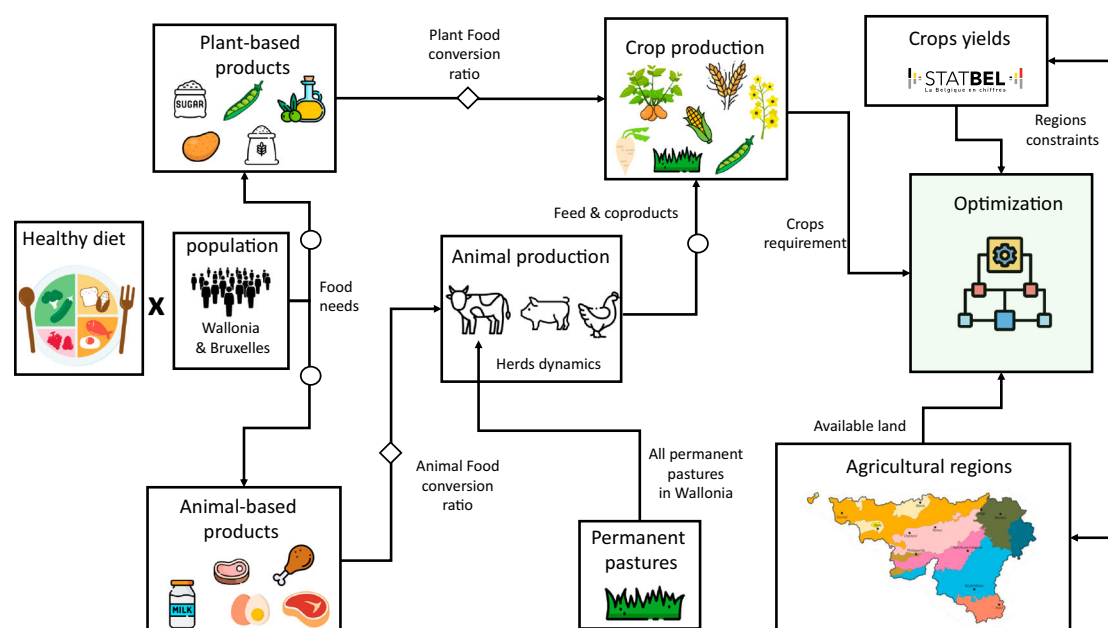 Plant-based
products
SUGAR
Plant Food
conversion
ratio
Crop production
Crops yields
STATBEL
La Belgique en chiffres
Regions
constraints
Healthy diet
X
population
Wallonia
& Bruxelles
Food
needs
Animal production
Herds dynamics
Feed & coproducts
Crops
requirement
Optimization
Animal-based
products
MILK
Animal Food
conversion
ratio
All permanent
pastures
in Wallonia
Permanent
pastures
Available land
Agricultural regions